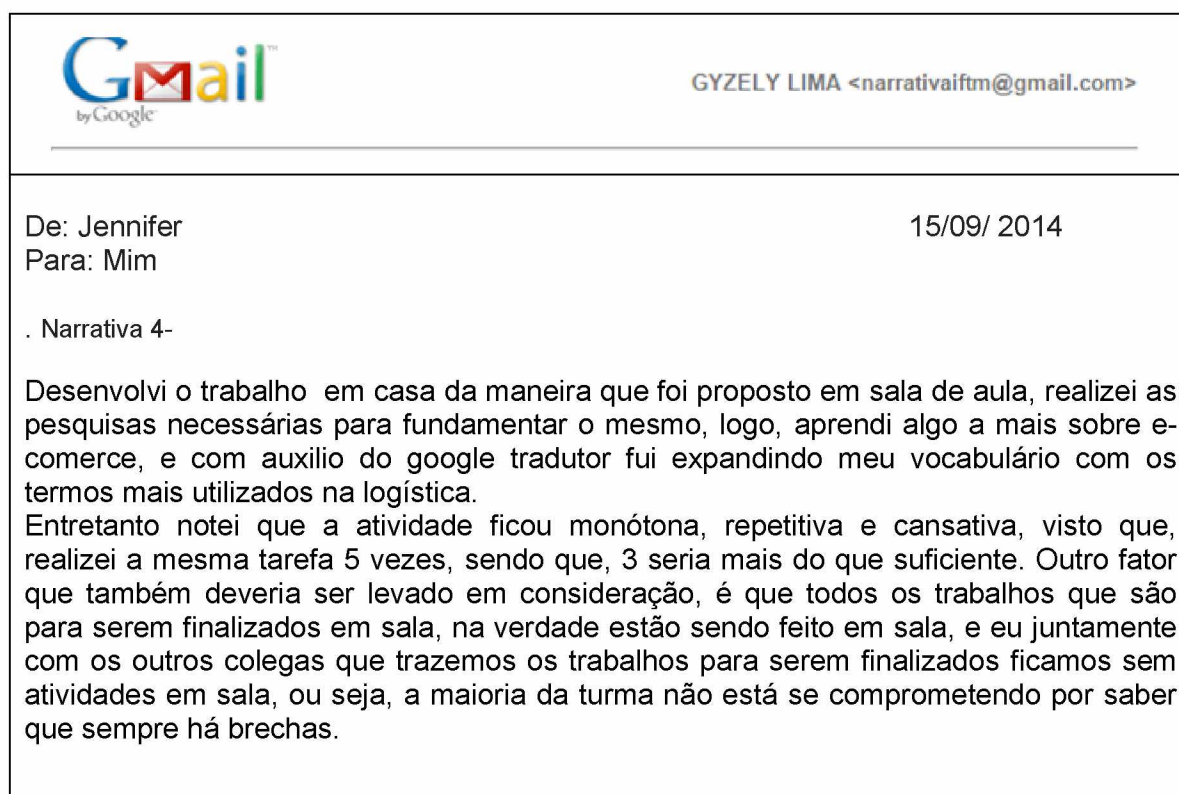 Gmail™
by Google
GYZELY LIMA <narrativaiftm@gmail.com>
De: Jennifer 15/09/ 2014
Para: Mim
. Narrativa 4-
Desenvolvi o trabalho em casa da maneira que foi proposto em sala de aula, realizei as
pesquisas necessárias para fundamentar o mesmo, logo, aprendi algo a mais sobre e-
comerce, e com auxilio do google tradutor fui expandindo meu vocabulário com os
termos mais utilizados na logística.
Entretanto notei que a atividade ficou monótona, repetitiva e cansativa, visto que,
realizei a mesma tarefa 5 vezes, sendo que, 3 seria mais do que suficiente. Outro fator
que também deveria ser levado em consideração, é que todos os trabalhos que são
para serem finalizados em sala, na verdade estão sendo feito em sala, e eu juntamente
com os outros colegas que trazemos os trabalhos para serem finalizados ficamos sem
atividades em sala, ou seja, a maioria da turma não está se comprometendo por saber
que sempre há brechas.